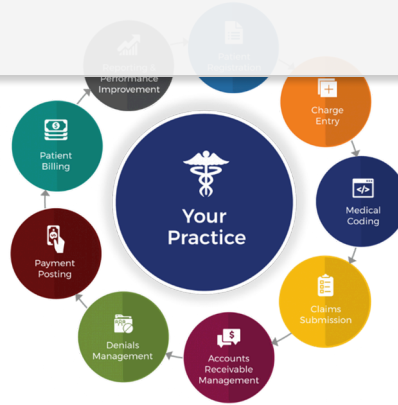 Performance
Improvement
Charge
Entry
Medical
Coding
Claims
Submission
Accounts
Receivable
Management
Denials
Management
Payment
Posting
Patient
Billing
Your
Practice